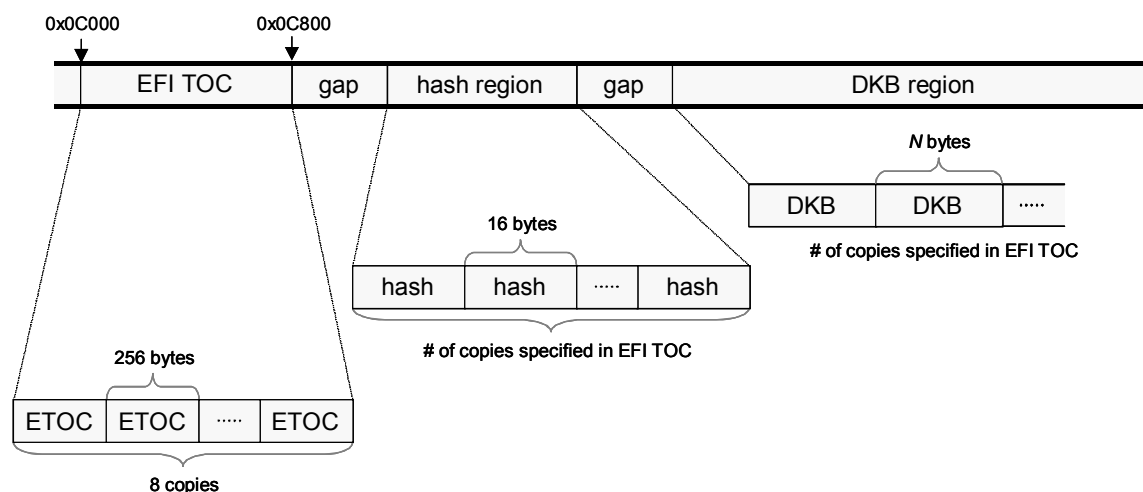 0x0C000 0x0C800
EFI TOC gap hash region gap DKB region
N bytes
DKB DKB .....
# of copies specified in EFI TOC
16 bytes
hash hash ..... hash
# of copies specified in EFI TOC
256 bytes
ETOC ETOC ..... ETOC
8 copies